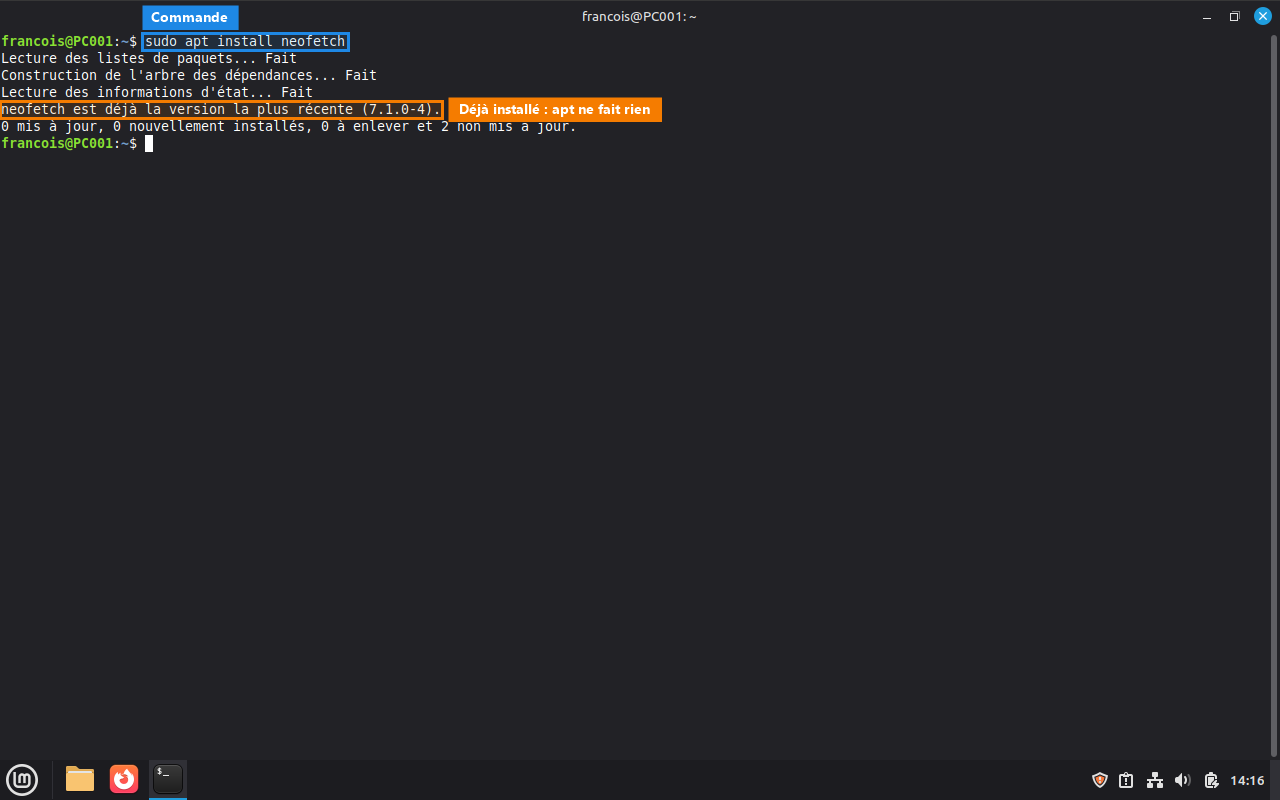 Commande
francois@PC001: ~
francois@PC001:~$ sudo apt install neofetch
Lecture des listes de paquets... Fait
Construction de l'arbre des dépendances... Fait
Lecture des informations d'état... Fait
neofetch est déjà la version la plus récente (7.1.0-4).
Déjà installé : apt ne fait rien
0 mis à jour, 0 nouvellement installés, 0 à enlever et 2 non mis à jour.
francois@PC001:~$
$_
14:16